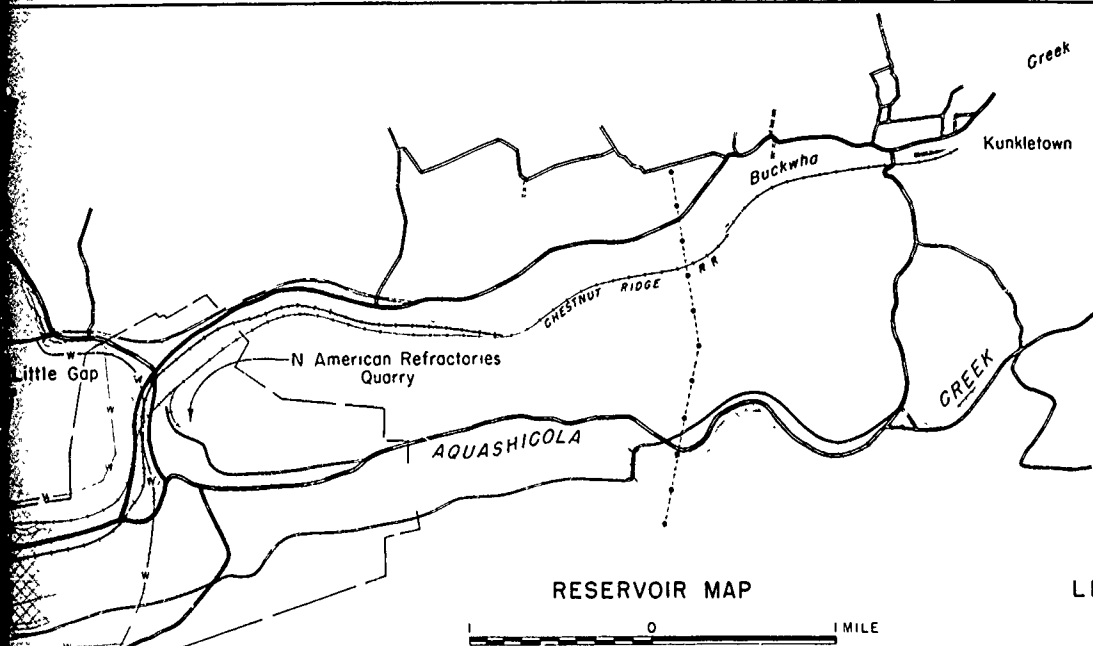 Creek
Kunkletown
Buckwha
CHESTNUT RIDGE R R
N American Refractories
Quarry
Little Gap
W
W
W
W
W
W
W
W
AQUASHICOLA
CREEK
RESERVOIR MAP
1 0 1 MILE